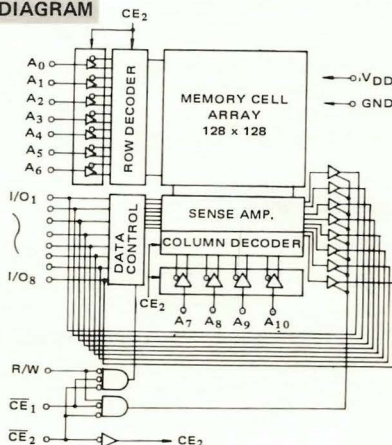 DIAGRAM
CE2
A0
A1
A2
A3
A4
A5
A6
ROW DECODER
MEMORY CELL
ARRAY
128 x 128
VDD
GND
I/O1
I/O8
DATA
CONTROL
SENSE AMP.
COLUMN DECODER
CE2
A7 A8 A9 A10
R/W
CE1
CE2
CE2